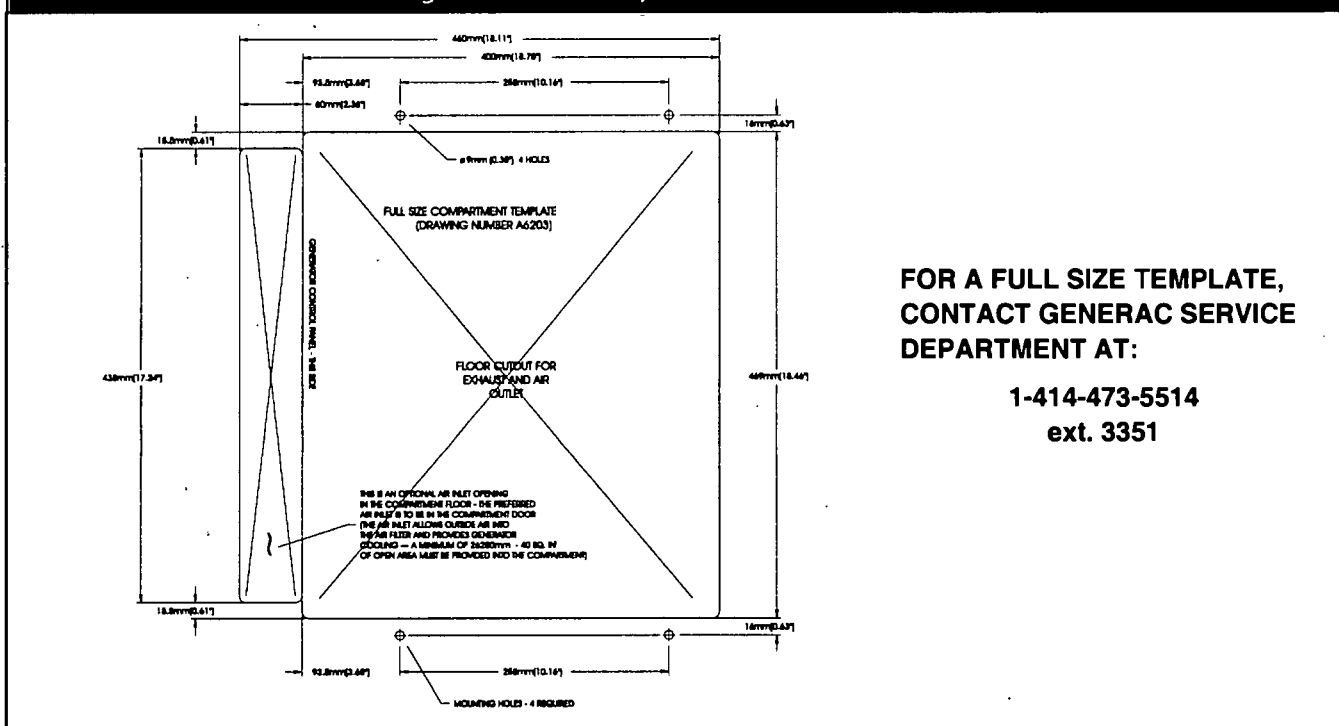 460mm(18.11")
400mm(15.75")
93.5mm(3.68")
258mm(10.16")
60mm(2.36")
16mm(0.63")
15.5mm(0.61")
ø9mm (0.38") 4 HOLES
FULL SIZE COMPARTMENT TEMPLATE
(DRAWING NUMBER A6203)
GENERATOR CONTROL PANEL - THIS SIDE
438mm(17.24")
FLOOR CUTOUT FOR
EXHAUST AND AIR
OUTLET
469mm(18.46")
THIS IS AN OPTIONAL AIR INLET OPENING
IN THE COMPARTMENT FLOOR - THE PREFERRED
AIR INLET IS TO BE IN THE COMPARTMENT DOOR
(THE AIR INLET ALLOWS OUTSIDE AIR INTO
THE AIR FILTER AND PROVIDES GENERATOR
COOLING — A MINIMUM OF 26280mm - 40 SQ. IN
OF OPEN AREA MUST BE PROVIDED INTO THE COMPARTMENT)
15.5mm(0.61")
16mm(0.63")
93.5mm(3.68")
258mm(10.16")
MOUNTING HOLES - 4 REQUIRED
FOR A FULL SIZE TEMPLATE,
CONTACT GENERAC SERVICE
DEPARTMENT AT:
1-414-473-5514
ext. 3351